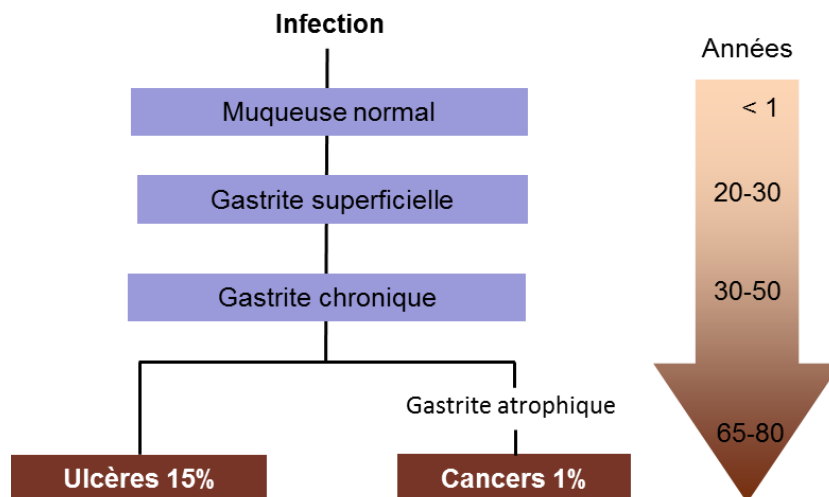 Infection
Années
Muqueuse normal
< 1
Gastrite superficielle
20-30
Gastrite chronique
30-50
Gastrite atrophique
65-80
Ulcères 15%
Cancers 1%